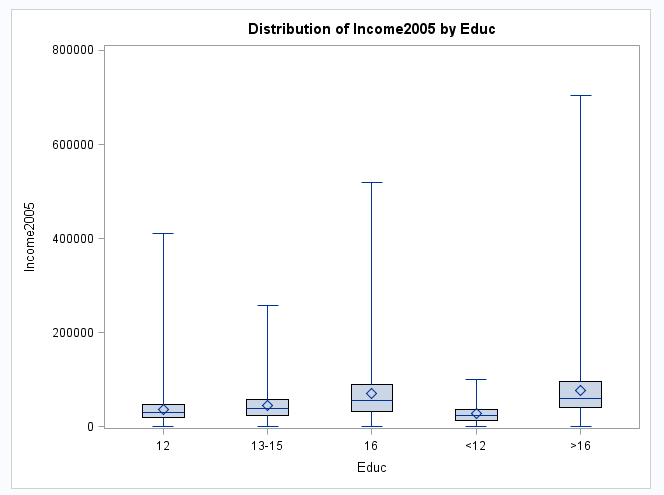 Distribution of Income2005 by Educ
800000
600000
400000
200000
0
Income2005
12 13-15 16 <12 >16
Educ